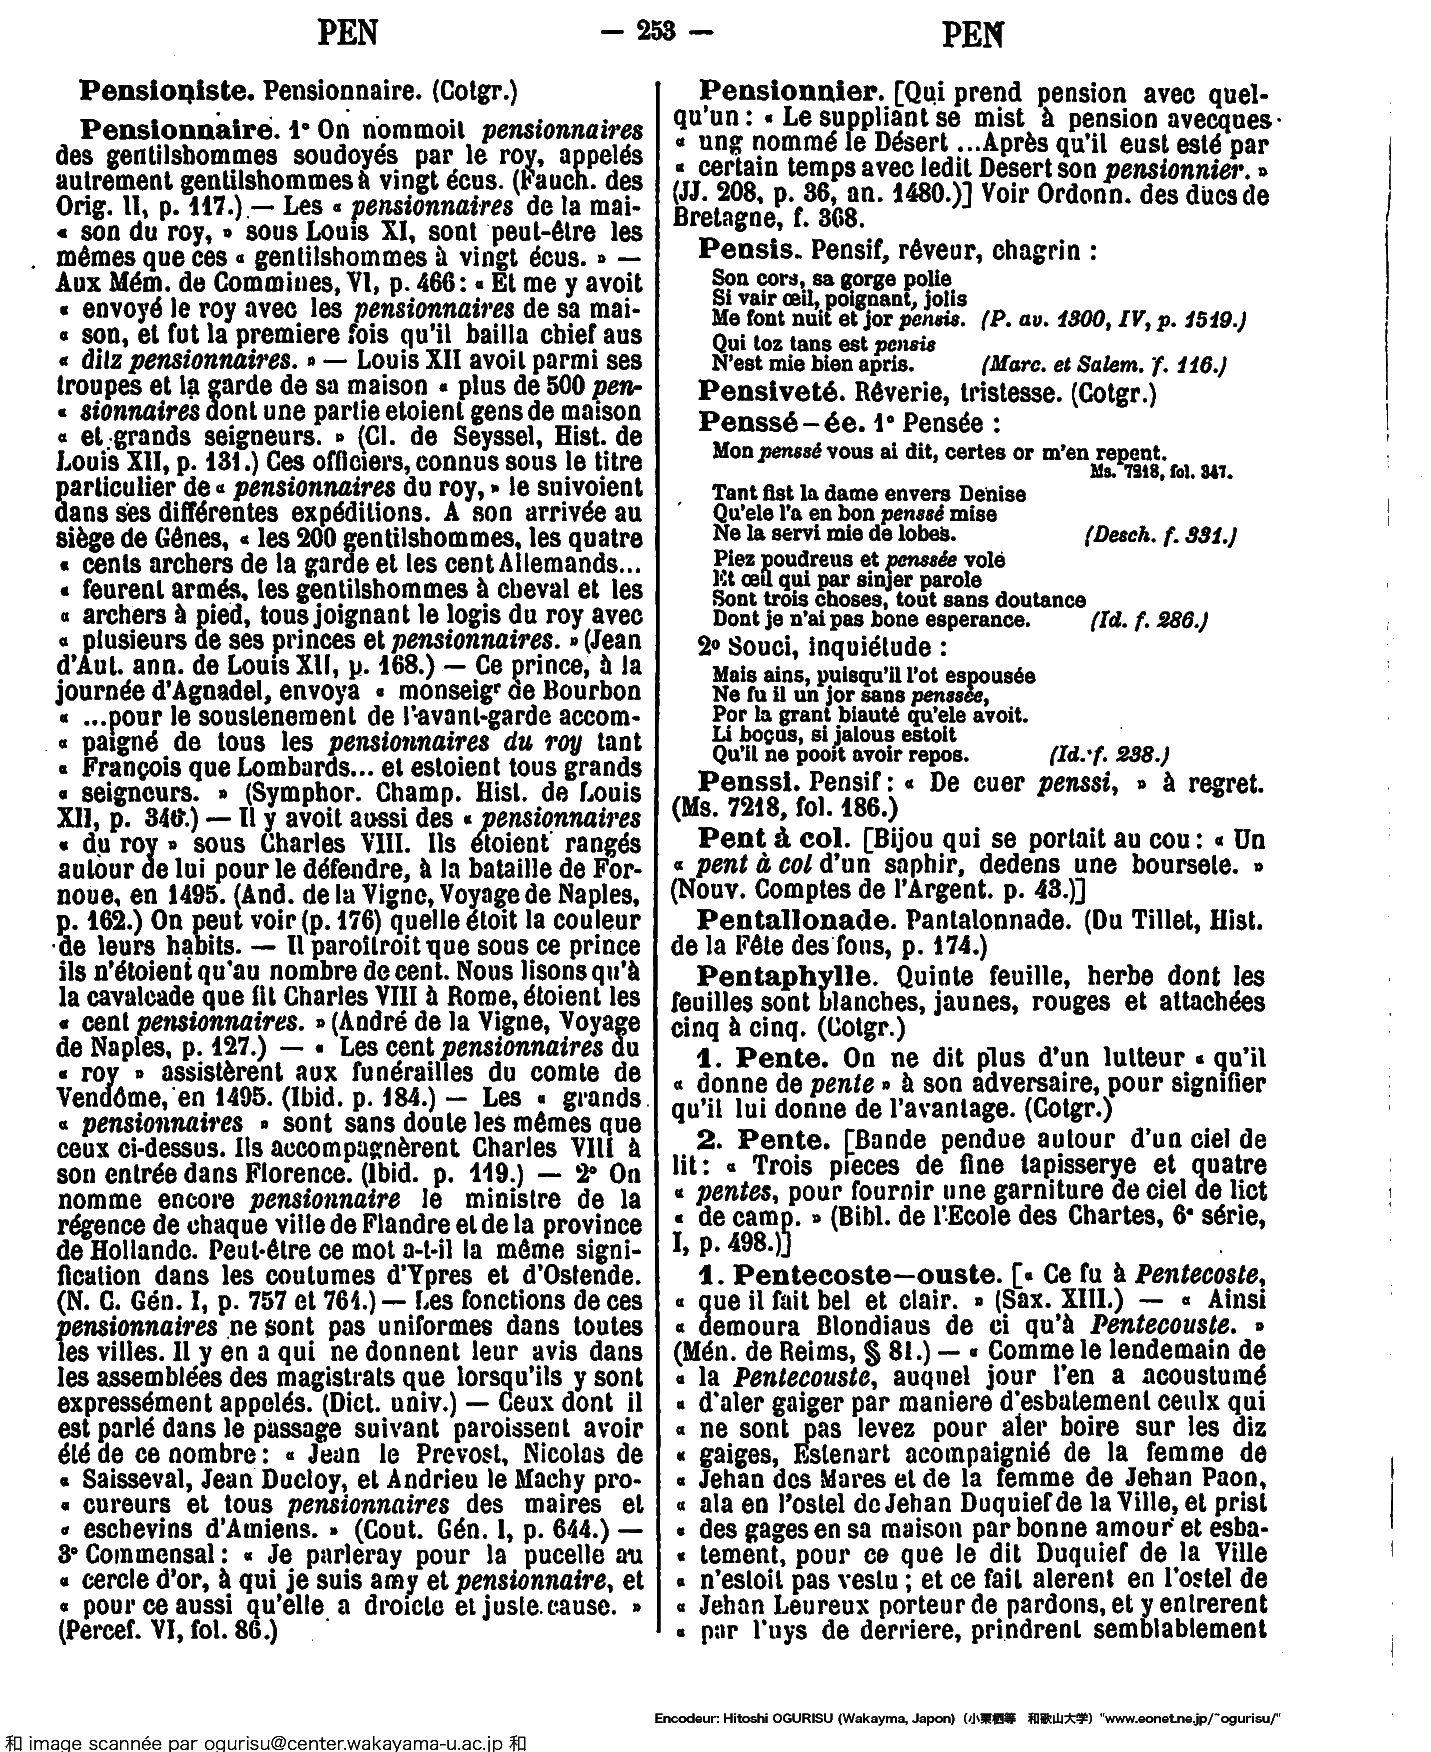 PEN — 253 — PEN
Pensioniste. Pensionnaire. (Cotgr.)
Pensionnaire. 1° On nommoit pensionnaires
des gentilshommes soudoyés par le roy, appelés
autrement gentilshommes à vingt écus. (Fauch. des
Orig. II, p. 117.) — Les « pensionnaires de la mai-
« son du roy, » sous Louis XI, sont peut-être les
mêmes que ces « gentilshommes à vingt écus. » —
Aux Mém. de Commines, VI, p. 466: « Et me y avoit
« envoyé le roy avec les pensionnaires de sa mai-
« son, et fut la premiere fois qu'il bailla chief aus
« ditz pensionnaires. » — Louis XII avoit parmi ses
troupes et la garde de sa maison « plus de 500 pen-
« sionnaires dont une partie etoient gens de maison
« et grands seigneurs. » (Cl. de Seyssel, Hist. de
Louis XII, p. 131.) Ces officiers, connus sous le titre
particulier de « pensionnaires du roy, » le suivoient
dans ses différentes expéditions. A son arrivée au
siège de Gênes, « les 200 gentilshommes, les quatre
« cents archers de la garde et les cent Allemands...
« feurent armés, les gentilshommes à cheval et les
« archers à pied, tous joignant le logis du roy avec
« plusieurs de ses princes et pensionnaires. » (Jean
d'Aut. ann. de Louis XII, p. 168.) — Ce prince, à la
journée d'Agnadel, envoya « monseigr de Bourbon
« ...pour le soustenement de l'avant-garde accom-
« paigné de tous les pensionnaires du roy tant
« François que Lombards... et estoient tous grands
« seigneurs. » (Symphor. Champ. Hist. de Louis
XII, p. 346.) — Il y avoit aussi des « pensionnaires
« du roy » sous Charles VIII. Ils étoient rangés
autour de lui pour le défendre, à la bataille de For-
noue, en 1495. (And. de la Vigne, Voyage de Naples,
p. 162.) On peut voir (p. 176) quelle étoit la couleur
de leurs habits. — Il paroitroit que sous ce prince
ils n'étoient qu'au nombre de cent. Nous lisons qu'à
la cavalcade que fit Charles VIII à Rome, étoient les
« cent pensionnaires. » (André de la Vigne, Voyage
de Naples, p. 127.) — « Les cent pensionnaires du
« roy » assistèrent aux funérailles du comte de
Vendôme, en 1495. (Ibid. p. 184.) — Les « grands
« pensionnaires » sont sans doute les mêmes que
ceux ci-dessus. Ils accompagnèrent Charles VIII à
son entrée dans Florence. (Ibid. p. 119.) — 2° On
nomme encore pensionnaire le ministre de la
régence de chaque ville de Flandre et de la province
de Hollande. Peut-être ce mot a-t-il la même signi-
fication dans les coutumes d'Ypres et d'Ostende.
(N. C. Gén. I, p. 757 et 761.) — Les fonctions de ces
pensionnaires ne sont pas uniformes dans toutes
les villes. Il y en a qui ne donnent leur avis dans
les assemblées des magistrats que lorsqu'ils y sont
expressément appelés. (Dict. univ.) — Ceux dont il
est parlé dans le passage suivant paroissent avoir
été de ce nombre: « Jean le Prevost, Nicolas de
« Saisseval, Jean Ducloy, et Andrieu le Machy pro-
« cureurs et tous pensionnaires des maires et
« eschevins d'Amiens. » (Cout. Gén. I, p. 644.) —
3° Commensal: « Je parleray pour la pucelle au
« cercle d'or, à qui je suis amy et pensionnaire, et
« pour ce aussi qu'elle a droicte et juste cause. »
(Percef. VI, fol. 86.)
Pensionnier. [Qui prend pension avec quel-
qu'un: « Le suppliant se mist à pension avecques
« ung nommé le Désert ...Après qu'il eust esté par
« certain temps avec ledit Desert son pensionnier. »
(JJ. 208, p. 36, an. 1480.)] Voir Ordonn. des ducs de
Bretagne, f. 368.
Pensis. Pensif, rêveur, chagrin :
Son cors, sa gorge polie
Si vair œil, poignant, jolis
Me font nuit et jor pensis. (P. av. 1300, IV, p. 1519.)
Qui toz tans est pensis
N'est mie bien apris. (Marc. et Salem. f. 116.)
Pensiveté. Rêverie, tristesse. (Cotgr.)
Penssé–ée. 1° Pensée :
Mon penssé vous ai dit, certes or m'en repent.
Ms. 7218, fol. 347.
Tant fist la dame envers Denise
Qu'ele l'a en bon penssé mise
Ne la servi mie de lobes. (Desch. f. 331.)
Piez poudreus et penssée volé
Et œil qui par sinjer parole
Sont trois choses, tout sans doutance
Dont je n'ai pas bone esperance. (Id. f. 286.)
2° Souci, inquiétude :
Mais ains, puisqu'il l'ot espousée
Ne fu il un jor sans penssée,
Por la grant biauté qu'ele avoit.
Li boçus, si jalous estoit
Qu'il ne pooit avoir repos. (Id. f. 238.)
Penssi. Pensif: « De cuer penssi, » à regret.
(Ms. 7218, fol. 186.)
Pent à col. [Bijou qui se portait au cou: « Un
« pent à col d'un saphir, dedens une boursete. »
(Nouv. Comptes de l'Argent. p. 43.)]
Pentallonade. Pantalonnade. (Du Tillet, Hist.
de la Fête des fous, p. 174.)
Pentaphylle. Quinte feuille, herbe dont les
feuilles sont blanches, jaunes, rouges et attachées
cinq à cinq. (Cotgr.)
1. Pente. On ne dit plus d'un lutteur « qu'il
« donne de pente » à son adversaire, pour signifier
qu'il lui donne de l'avantage. (Cotgr.)
2. Pente. [Bande pendue autour d'un ciel de
lit: « Trois pieces de fine tapisserye et quatre
« pentes, pour fournir une garniture de ciel de lict
« de camp. » (Bibl. de l'Ecole des Chartes, 6e série,
I, p. 498.)]
1. Pentecoste–ouste. [« Ce fu à Pentecoste,
« que il fait bel et clair. » (Sax. XIII.) — « Ainsi
« demoura Blondiaus de ci qu'à Pentecouste. »
(Mén. de Reims, § 81.) — « Comme le lendemain de
« la Pentecouste, auquel jour l'en a acoustumé
« d'aler gaiger par maniere d'esbatement ceulx qui
« ne sont pas levez pour aler boire sur les diz
« gaiges, Estenart acompaignié de la femme de
« Jehan des Mares et de la femme de Jehan Paon,
« ala en l'ostel de Jehan Duquief de la Ville, et prist
« des gages en sa maison par bonne amour et esba-
« tement, pour ce que le dit Duquief de la Ville
« n'estoit pas vestu ; et ce fait alerent en l'ostel de
« Jehan Leureux porteur de pardons, et y entrerent
« par l'uys de derriere, prindrent semblablement
Encodeur: Hitoshi OGURISU (Wakayma, Japon) (小栗栖等 和歌山大学) "www.eonet.ne.jp/~ogurisu/"
和 image scannée par ogurisu@center.wakayama-u.ac.jp 和